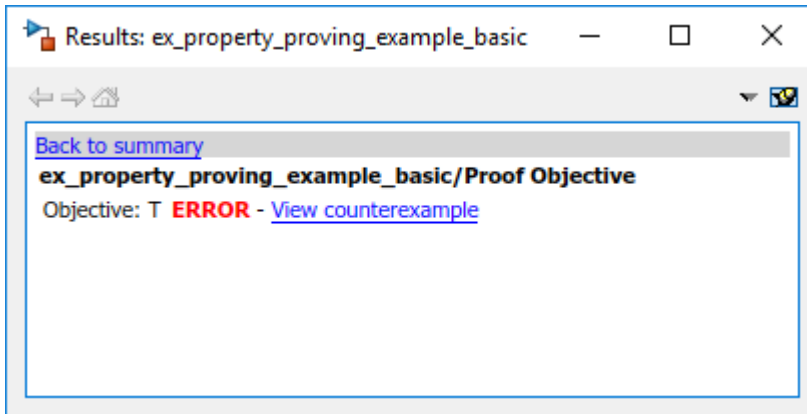 Results: ex_property_proving_example_basic
Back to summary
ex_property_proving_example_basic/Proof Objective
Objective: T ERROR - View counterexample